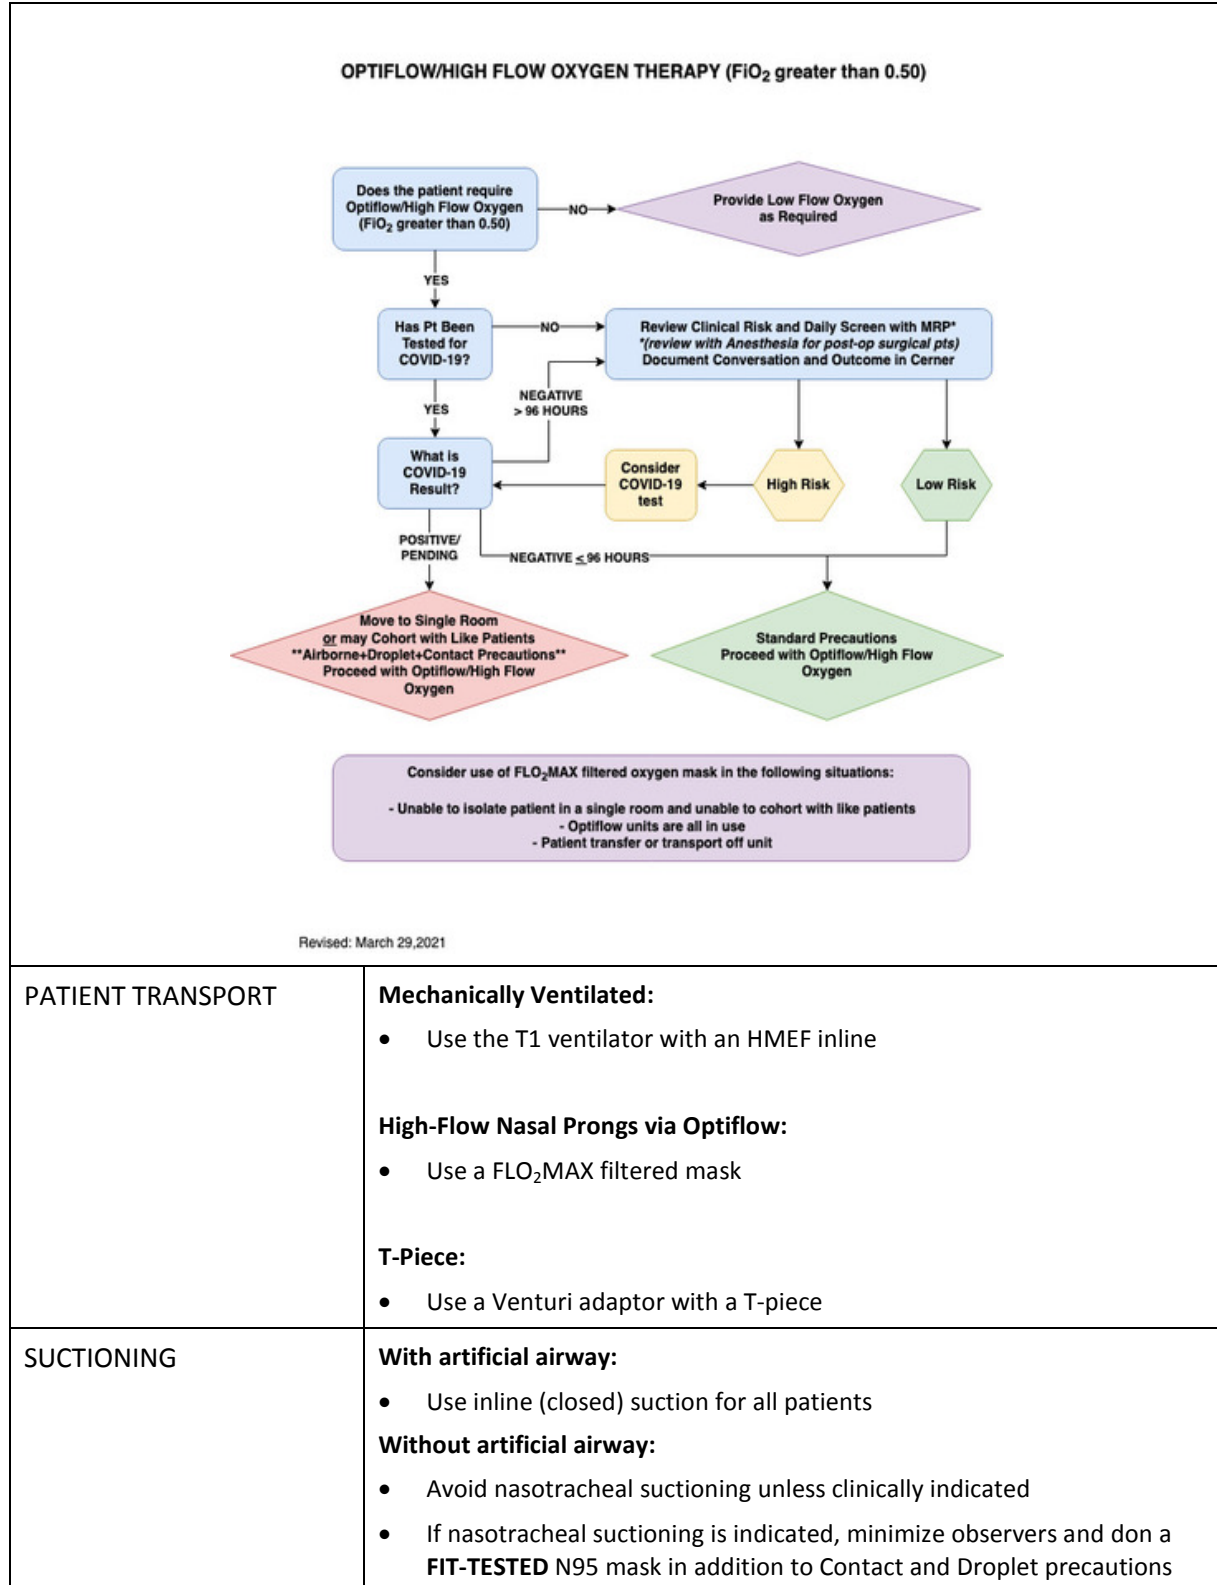 OPTIFLOW/HIGH FLOW OXYGEN THERAPY (FiO₂ greater than 0.50)
Does the patient require
Optiflow/High Flow Oxygen
(FiO₂ greater than 0.50)
NO
Provide Low Flow Oxygen
as Required
YES
Has Pt Been
Tested for
COVID-19?
NO
Review Clinical Risk and Daily Screen with MRP*
*(review with Anesthesia for post-op surgical pts)
Document Conversation and Outcome in Cerner
NEGATIVE
> 96 HOURS
YES
What is
COVID-19
Result?
Consider
COVID-19
test
High Risk
Low Risk
POSITIVE/
PENDING
NEGATIVE ≤ 96 HOURS
Move to Single Room
or may Cohort with Like Patients
**Airborne+Droplet+Contact Precautions**
Proceed with Optiflow/High Flow
Oxygen
Standard Precautions
Proceed with Optiflow/High Flow
Oxygen
Consider use of FLO₂MAX filtered oxygen mask in the following situations:
- Unable to isolate patient in a single room and unable to cohort with like patients
- Optiflow units are all in use
- Patient transfer or transport off unit
Revised: March 29,2021
PATIENT TRANSPORT
Mechanically Ventilated:
• Use the T1 ventilator with an HMEF inline
High-Flow Nasal Prongs via Optiflow:
• Use a FLO₂MAX filtered mask
T-Piece:
• Use a Venturi adaptor with a T-piece
SUCTIONING
With artificial airway:
• Use inline (closed) suction for all patients
Without artificial airway:
• Avoid nasotracheal suctioning unless clinically indicated
• If nasotracheal suctioning is indicated, minimize observers and don a
FIT-TESTED N95 mask in addition to Contact and Droplet precautions